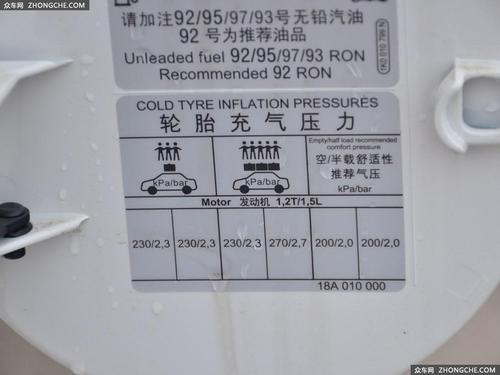 众车网 ZHONGCHE.COM
请加注92/95/97/93号无铅汽油
92 号为推荐油品
Unleaded fuel 92/95/97/93 RON
Recommended 92 RON
1K0 010 799 N
COLD TYRE INFLATION PRESSURES
轮胎充气压力
kPa/bar
kPa/bar
Empty/half load recommended
comfort pressure
空/半载舒适性
推荐气压
kPa/bar
Motor 发动机 1,2T/1,5L
230/2,3 230/2,3 230/2,3 270/2,7 200/2,0 200/2,0
18A 010 000
众车网 ZHONGCHE.COM